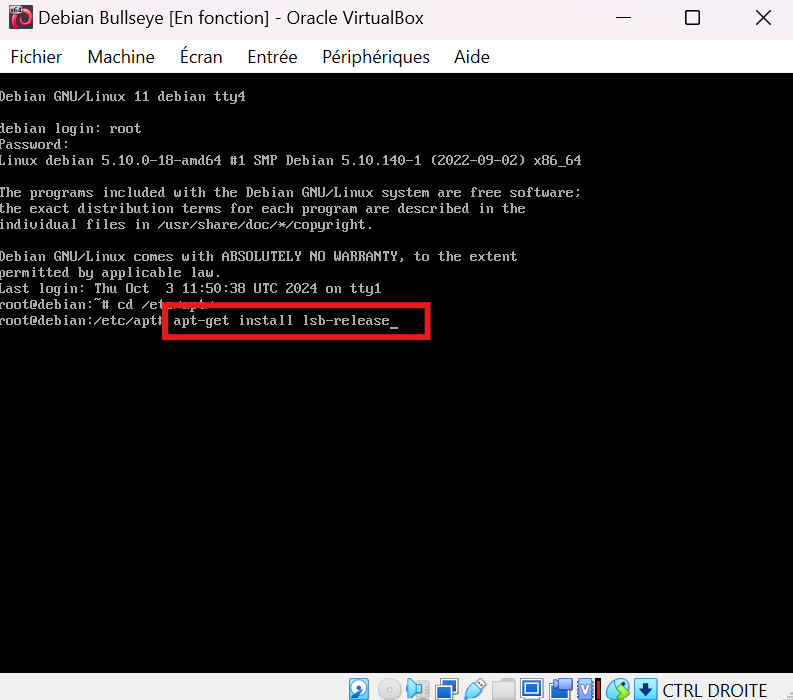 Debian Bullseye [En fonction] - Oracle VirtualBox
Fichier Machine Écran Entrée Périphériques Aide
Debian GNU/Linux 11 debian tty4
debian login: root
Password:
Linux debian 5.10.0-18-amd64 #1 SMP Debian 5.10.140-1 (2022-09-02) x86_64
The programs included with the Debian GNU/Linux system are free software;
the exact distribution terms for each program are described in the
individual files in /usr/share/doc/*/copyright.
Debian GNU/Linux comes with ABSOLUTELY NO WARRANTY, to the extent
permitted by applicable law.
Last login: Thu Oct  3 11:50:38 UTC 2024 on tty1
root@debian:~# cd /etc/apt/
root@debian:/etc/apt# apt-get install lsb-release_
CTRL DROITE